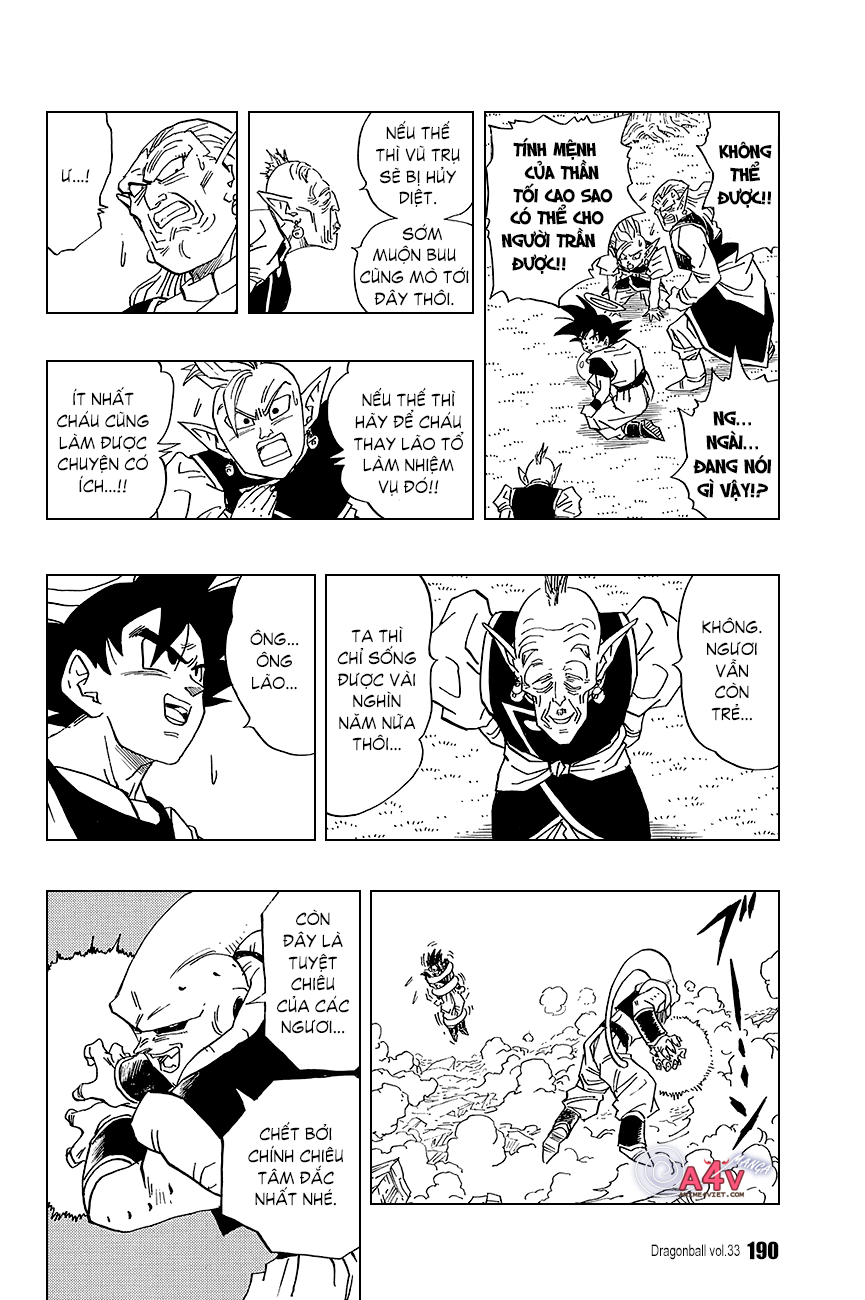 KHÔNG
THỂ
ĐƯỢC!!
TÍNH MỆNH
CỦA THẦN
TỐI CAO SAO
CÓ THỂ CHO
NGƯỜI TRẦN
ĐƯỢC!!
NG...
NGÀI...
ĐANG NÓI
GÌ VẬY!?
NẾU THẾ
THÌ VŨ TRỤ
SẼ BỊ HỦY
DIỆT.
SỚM
MUỘN BUU
CŨNG MÒ TỚI
ĐÂY THÔI.
Ư...!
NẾU THẾ THÌ
HÃY ĐỂ CHÁU
THAY LÃO TỔ
LÀM NHIỆM
VỤ ĐÓ!!
ÍT NHẤT
CHÁU CŨNG
LÀM ĐƯỢC
CHUYỆN CÓ
ÍCH...!!
KHÔNG.
NGƯƠI
VẪN
CÒN
TRẺ...
TA THÌ
CHỈ SỐNG
ĐƯỢC VÀI
NGHÌN
NĂM NỮA
THÔI...
ÔNG...
ÔNG
LÃO...
CÒN
ĐÂY LÀ
TUYỆT
CHIÊU
CỦA CÁC
NGƯƠI...
CHẾT BỞI
CHÍNH CHIÊU
TÂM ĐẮC
NHẤT NHÉ.
A4V MANGA
ANIME4VIET.COM
Dragonball vol.33 190